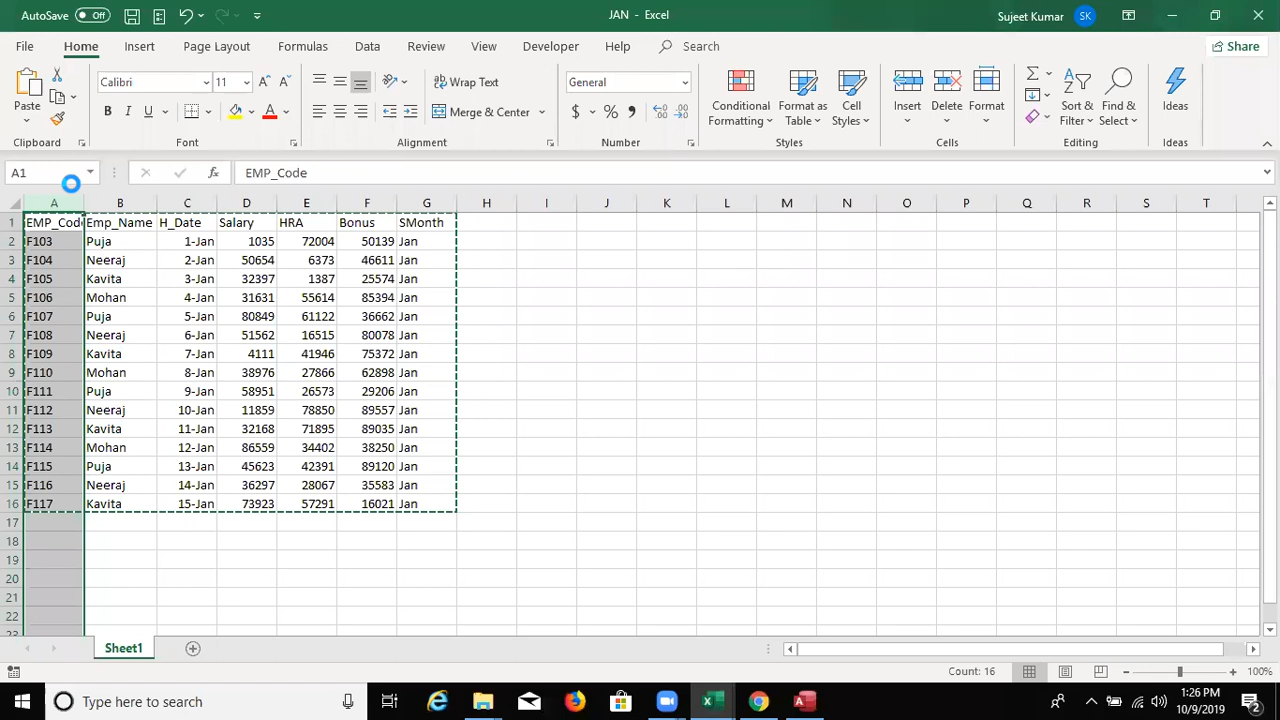 AutoSave Off
JAN - Excel
Sujeet Kumar SK
File Home Insert Page Layout Formulas Data Review View Developer Help Search Share
Paste
Calibri 11
B I U
Wrap Text
Merge & Center
General
$ % ,
Conditional Formatting
Format as Table
Cell Styles
Insert
Delete
Format
Sort & Filter
Find & Select
Ideas
Clipboard Font Alignment Number Styles Cells Editing Ideas
A1 fx EMP_Code
A B C D E F G H I J K L M N O P Q R S T
1 EMP_Code Emp_Name H_Date Salary HRA Bonus SMonth
2 F103 Puja 1-Jan 1035 72004 50139 Jan
3 F104 Neeraj 2-Jan 50654 6373 46611 Jan
4 F105 Kavita 3-Jan 32397 1387 25574 Jan
5 F106 Mohan 4-Jan 31631 55614 85394 Jan
6 F107 Puja 5-Jan 80849 61122 36662 Jan
7 F108 Neeraj 6-Jan 51562 16515 80078 Jan
8 F109 Kavita 7-Jan 4111 41946 75372 Jan
9 F110 Mohan 8-Jan 38976 27866 62898 Jan
10 F111 Puja 9-Jan 58951 26573 29206 Jan
11 F112 Neeraj 10-Jan 11859 78850 89557 Jan
12 F113 Kavita 11-Jan 32168 71895 89035 Jan
13 F114 Mohan 12-Jan 86559 34402 38250 Jan
14 F115 Puja 13-Jan 45623 42391 89120 Jan
15 F116 Neeraj 14-Jan 36297 28067 35583 Jan
16 F117 Kavita 15-Jan 73923 57291 16021 Jan
17
18
19
20
21
22
23
Sheet1
Count: 16 100%
Type here to search
1:26 PM
10/9/2019
2